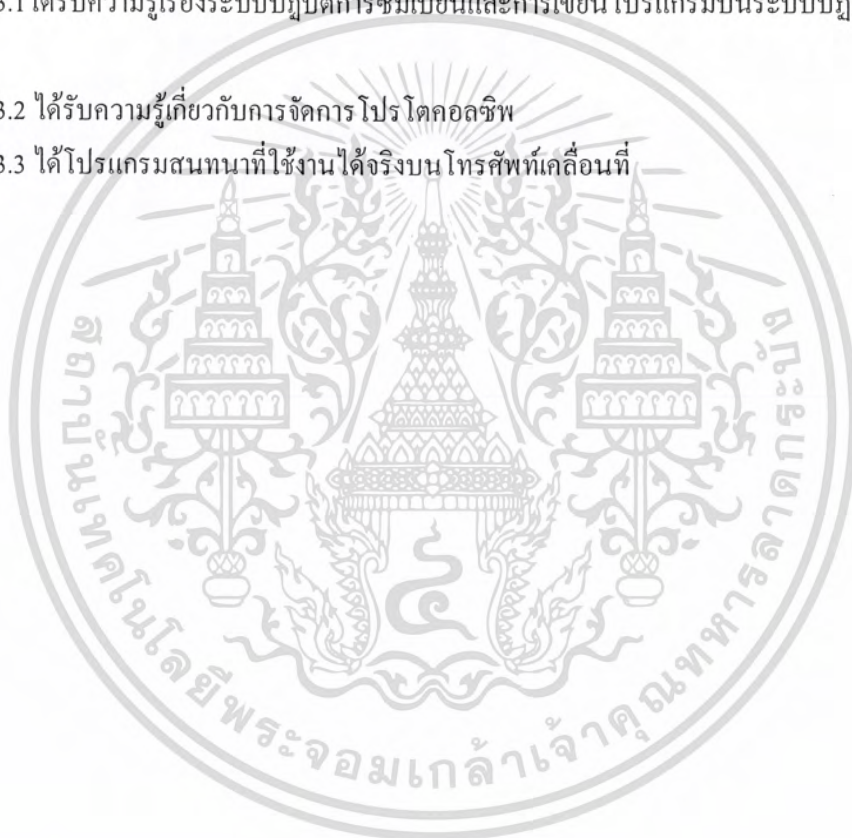 3.1 ได้รับความรู้เรื่องระบบปฏิบัติการซิมเบียนและการเขียนโปรแกรมบนระบบปฏิ
3.2 ได้รับความรู้เกี่ยวกับการจัดการโปรโตคอลซิพ
3.3 ได้โปรแกรมสนทนาที่ใช้งานได้จริงบนโทรศัพท์เคลื่อนที่
สถาบันเทคโนโลยีพระจอมเกล้าเจ้าคุณทหารลาดกระบัง